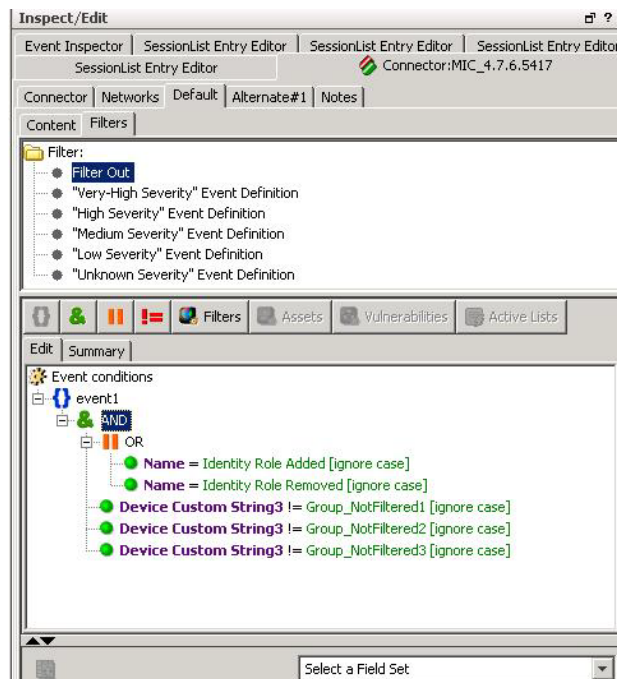 Inspect/Edit
Event Inspector SessionList Entry Editor SessionList Entry Editor SessionList Entry Editor
SessionList Entry Editor Connector:MIC_4.7.6.5417
Connector Networks Default Alternate#1 Notes
Content Filters
Filter:
Filter Out
"Very-High Severity" Event Definition
"High Severity" Event Definition
"Medium Severity" Event Definition
"Low Severity" Event Definition
"Unknown Severity" Event Definition
Filters Assets Vulnerabilities Active Lists
Edit Summary
Event conditions
event1
AND
OR
Name = Identity Role Added [ignore case]
Name = Identity Role Removed [ignore case]
Device Custom String3 != Group_NotFiltered1 [ignore case]
Device Custom String3 != Group_NotFiltered2 [ignore case]
Device Custom String3 != Group_NotFiltered3 [ignore case]
Select a Field Set